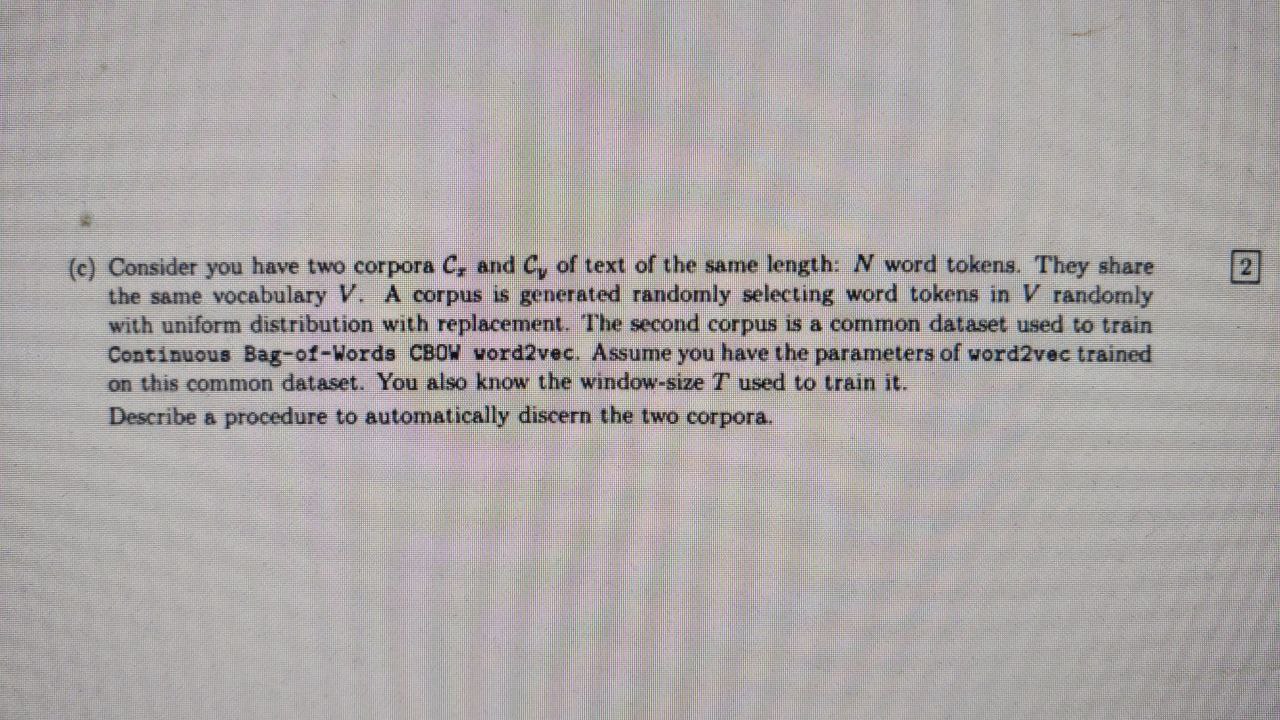 (c) Consider you have two corpora Cₓ and Cᵧ of text of the same length: N word tokens. They share 2
the same vocabulary V. A corpus is generated randomly selecting word tokens in V randomly
with uniform distribution with replacement. The second corpus is a common dataset used to train
Continuous Bag-of-Words CBOW word2vec. Assume you have the parameters of word2vec trained
on this common dataset. You also know the window-size T used to train it.
Describe a procedure to automatically discern the two corpora.